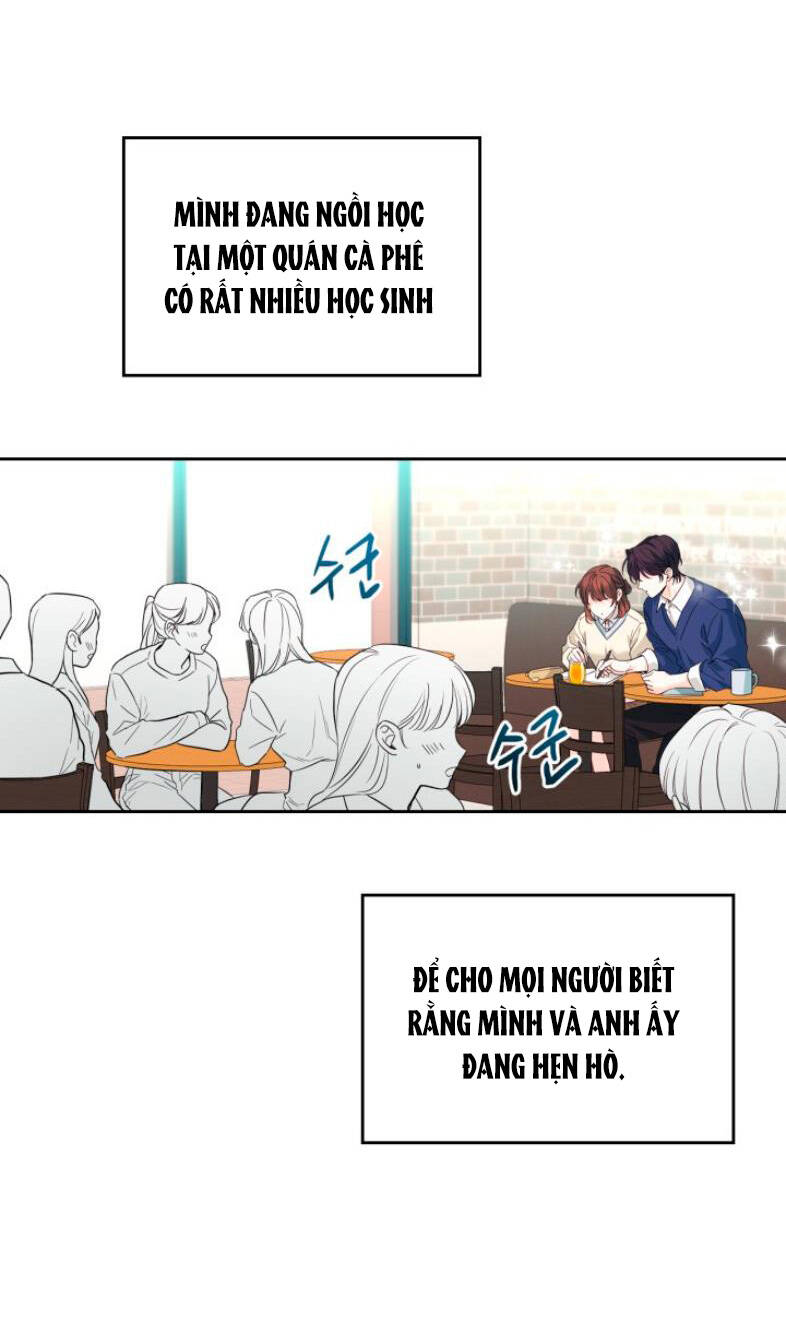 MÌNH ĐANG NGỒI HỌC
TẠI MỘT QUÁN CÀ PHÊ
CÓ RẤT NHIỀU HỌC SINH
수군
수군
ĐỂ CHO MỌI NGƯỜI BIẾT
RẰNG MÌNH VÀ ANH ẤY
ĐANG HẸN HÒ.